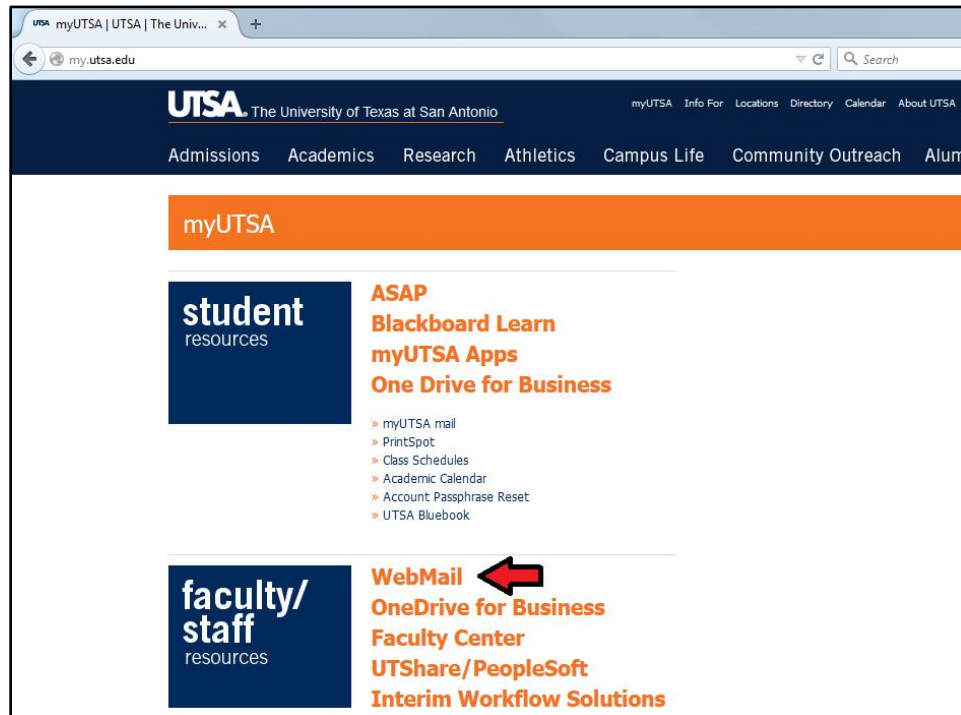 UTSA myUTSA | UTSA | The Univ... × +
my.utsa.edu Search
UTSA. The University of Texas at San Antonio
myUTSA Info For Locations Directory Calendar About UTSA
Admissions Academics Research Athletics Campus Life Community Outreach Alum
myUTSA
student
resources
ASAP
Blackboard Learn
myUTSA Apps
One Drive for Business
» myUTSA mail
» PrintSpot
» Class Schedules
» Academic Calendar
» Account Passphrase Reset
» UTSA Bluebook
faculty/
staff
resources
WebMail
OneDrive for Business
Faculty Center
UTShare/PeopleSoft
Interim Workflow Solutions